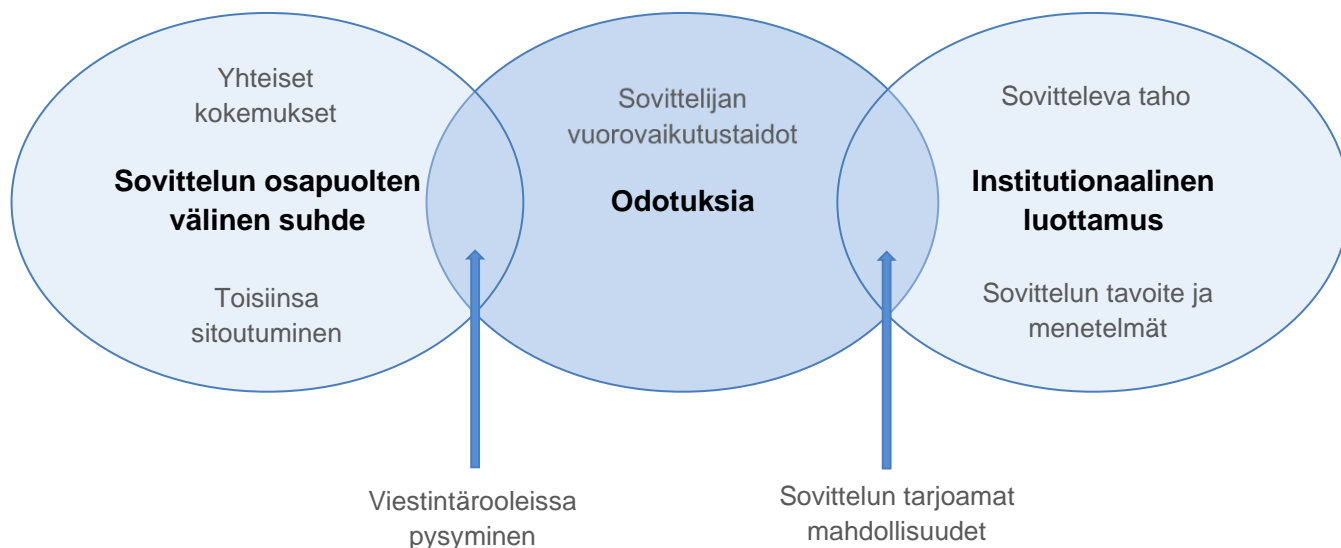 Yhteiset
kokemukset
Sovittelun osapuolten
välinen suhde
Toisiinsa
sitoutuminen
Sovittelijan
vuorovaikutustaidot
Odotuksia
Sovitteleva taho
Institutionaalinen
luottamus
Sovittelun tavoite ja
menetelmät
Viestintärooleissa
pysyminen
Sovittelun tarjoamat
mahdollisuudet